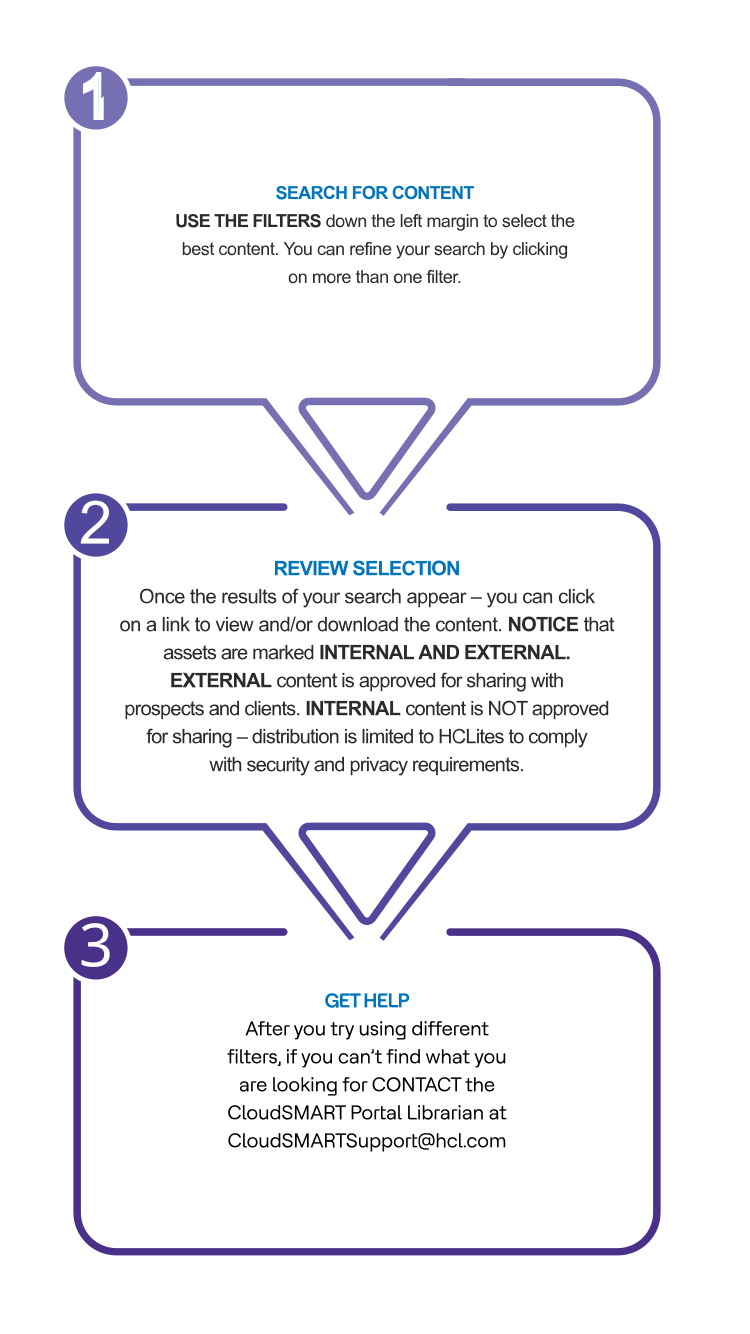 1
SEARCH FOR CONTENT
USE THE FILTERS down the left margin to select the
best content. You can refine your search by clicking
on more than one filter.
2
REVIEW SELECTION
Once the results of your search appear – you can click
on a link to view and/or download the content. NOTICE that
assets are marked INTERNAL AND EXTERNAL.
EXTERNAL content is approved for sharing with
prospects and clients. INTERNAL content is NOT approved
for sharing – distribution is limited to HCLites to comply
with security and privacy requirements.
3
GET HELP
After you try using different
filters, if you can't find what you
are looking for CONTACT the
CloudSMART Portal Librarian at
CloudSMARTSupport@hcl.com